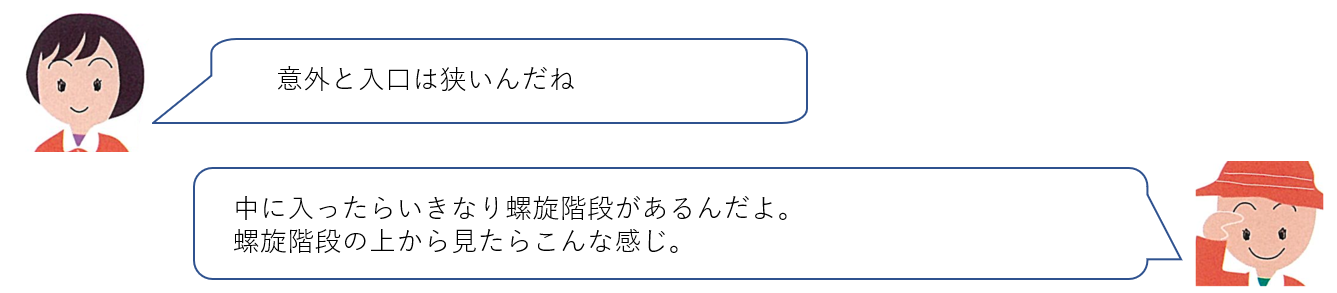 意外と入口は狭いんだね
中に入ったらいきなり螺旋階段があるんだよ。
螺旋階段の上から見たらこんな感じ。